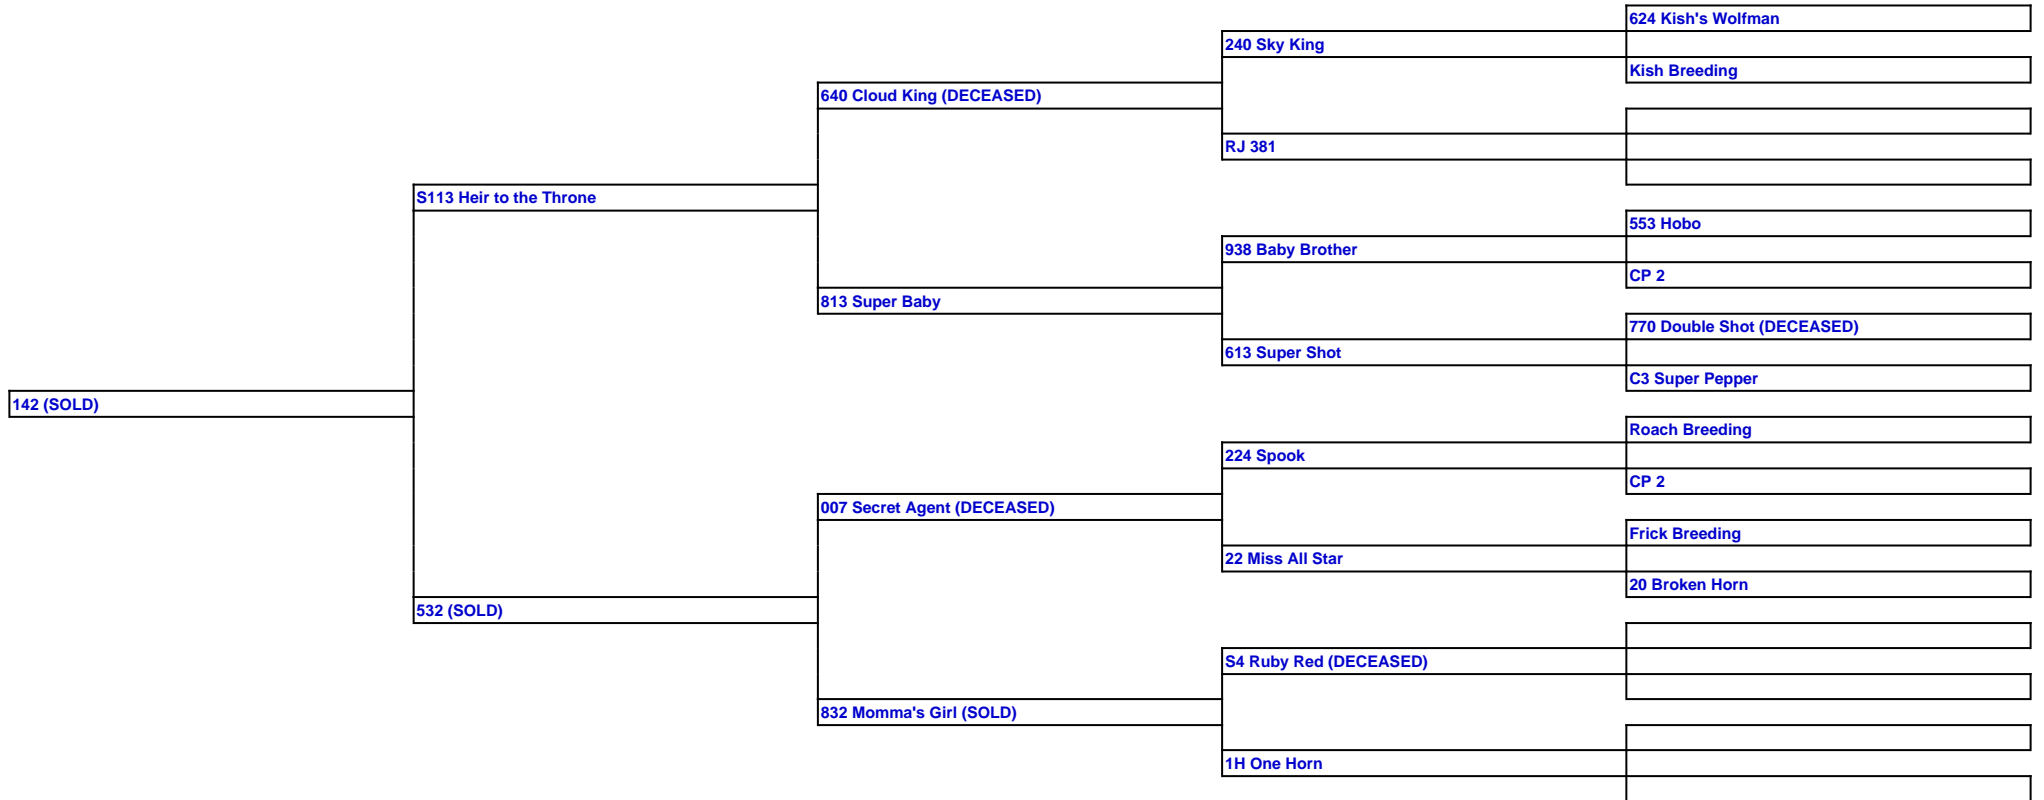 624 Kish's Wolfman
240 Sky King
Kish Breeding
640 Cloud King (DECEASED)
RJ 381
S113 Heir to the Throne
553 Hobo
938 Baby Brother
CP 2
813 Super Baby
770 Double Shot (DECEASED)
613 Super Shot
C3 Super Pepper
142 (SOLD)
Roach Breeding
224 Spook
CP 2
007 Secret Agent (DECEASED)
Frick Breeding
22 Miss All Star
20 Broken Horn
532 (SOLD)
S4 Ruby Red (DECEASED)
832 Momma's Girl (SOLD)
1H One Horn